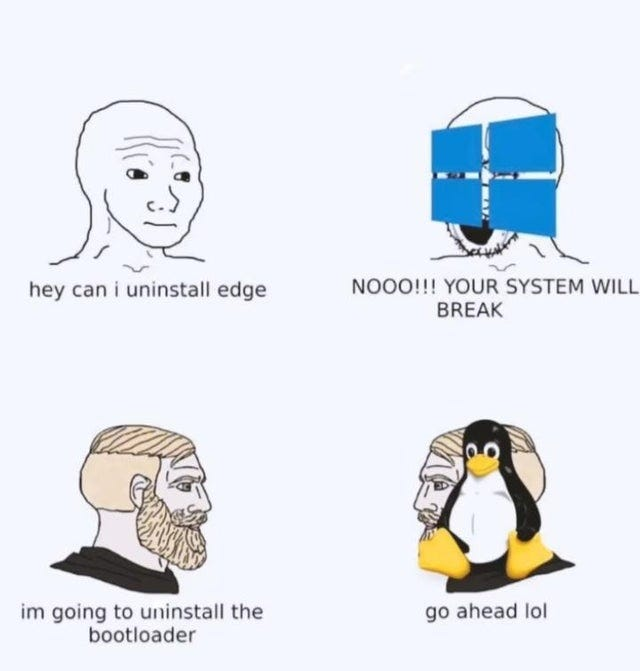 hey can i uninstall edge
NOOO!!! YOUR SYSTEM WILL
BREAK
im going to uninstall the
bootloader
go ahead lol